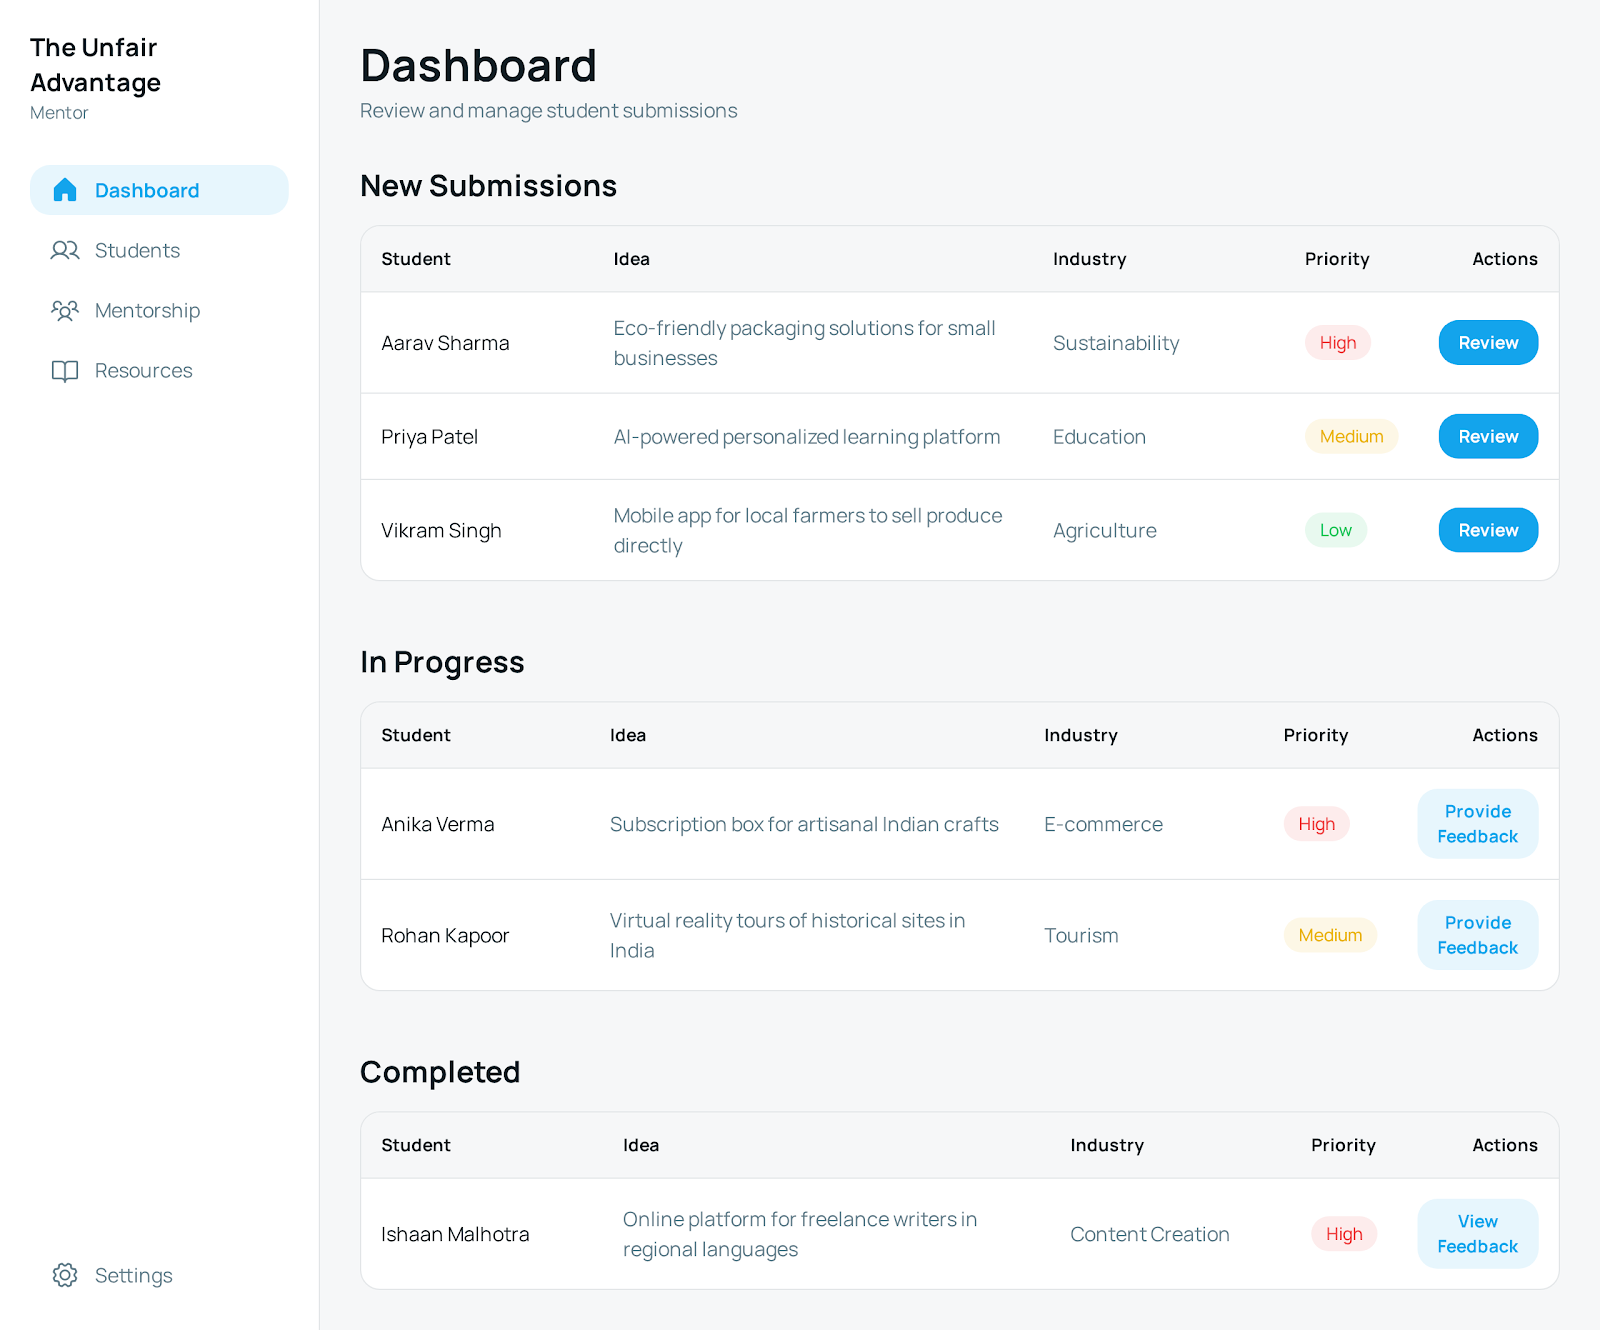 The Unfair
Advantage
Mentor
Dashboard
Students
Mentorship
Resources
Settings
Dashboard
Review and manage student submissions
New Submissions
Student Idea Industry Priority Actions
Aarav Sharma Eco-friendly packaging solutions for small
businesses Sustainability High Review
Priya Patel AI-powered personalized learning platform Education Medium Review
Vikram Singh Mobile app for local farmers to sell produce
directly Agriculture Low Review
In Progress
Student Idea Industry Priority Actions
Anika Verma Subscription box for artisanal Indian crafts E-commerce High Provide
Feedback
Rohan Kapoor Virtual reality tours of historical sites in
India Tourism Medium Provide
Feedback
Completed
Student Idea Industry Priority Actions
Ishaan Malhotra Online platform for freelance writers in
regional languages Content Creation High View
Feedback